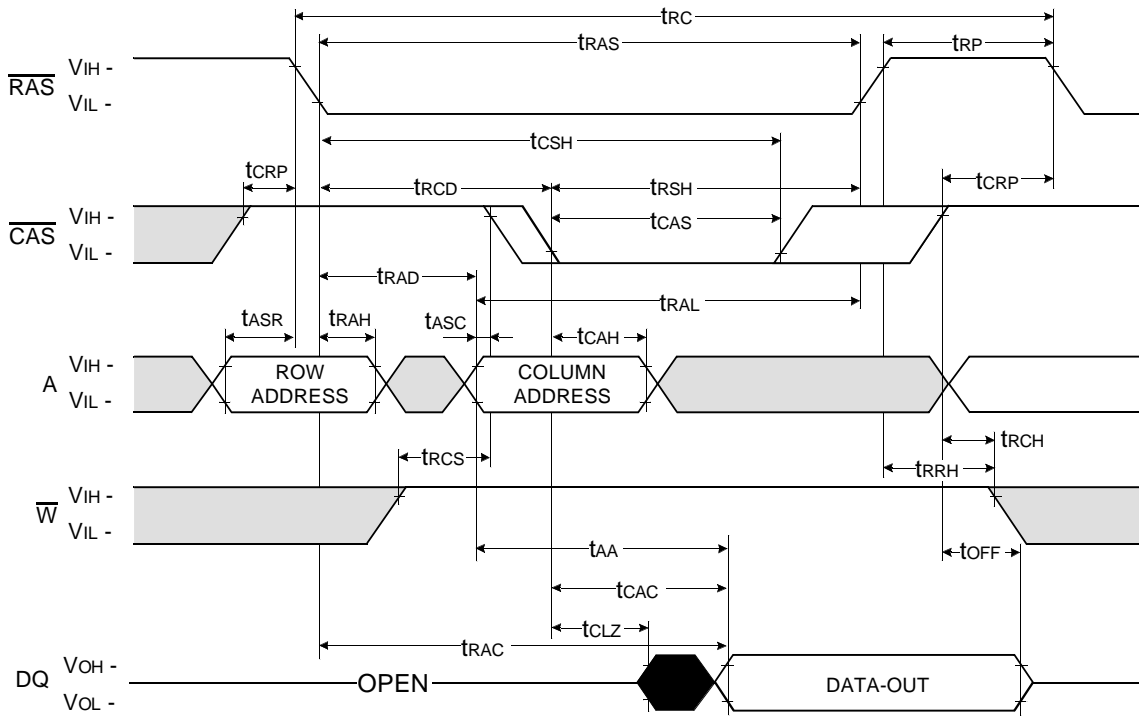 tRC
tRAS
tRP
RAS
VIH -
VIL -
tCSH
tCRP
tRCD
tRSH
tCRP
CAS
VIH -
VIL -
tCAS
tRAD
tRAL
tASR
tRAH
tASC
tCAH
A
VIH -
VIL -
ROW
ADDRESS
COLUMN
ADDRESS
tRCS
tRCH
tRRH
W
VIH -
VIL -
tAA
tOFF
tCAC
tCLZ
tRAC
DQ
VOH -
VOL -
OPEN
DATA-OUT